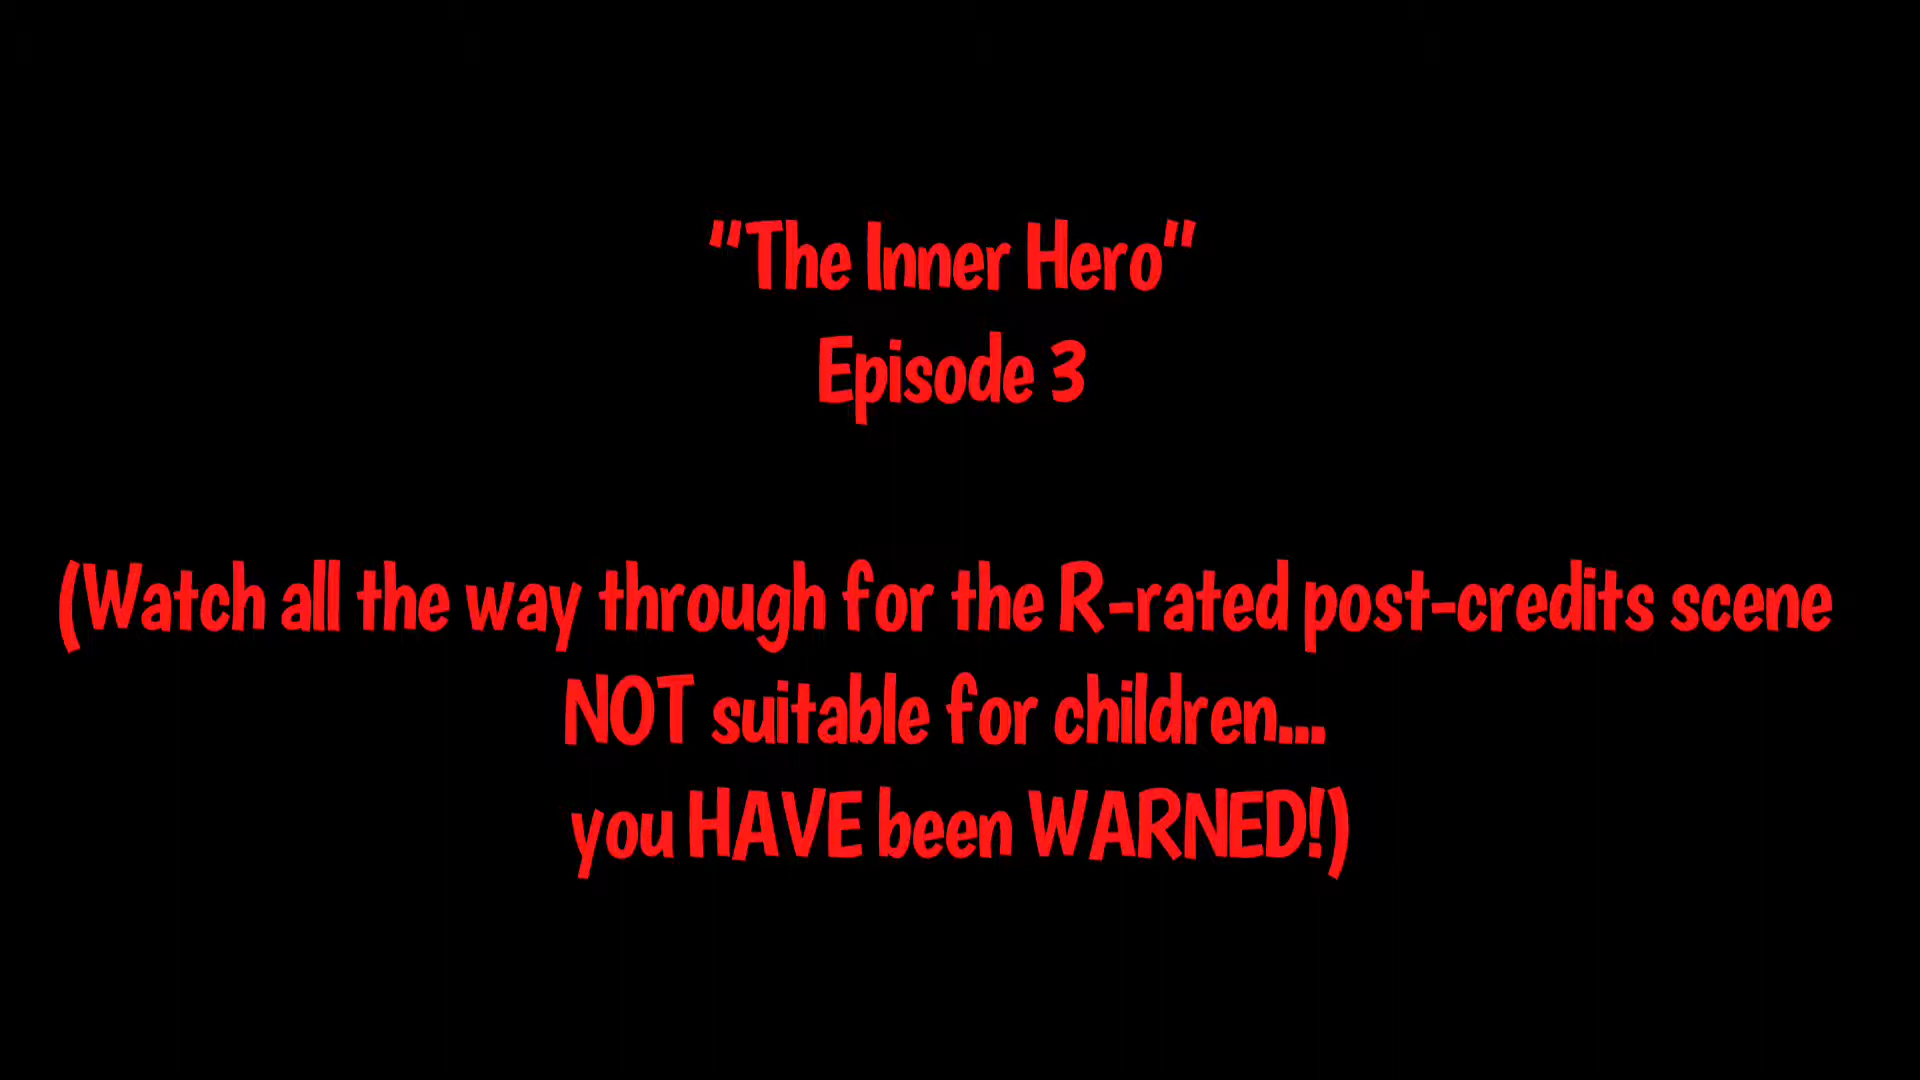 "The Inner Hero"
Episode 3
(Watch all the way through for the R-rated post-credits scene
NOT suitable for children...
you HAVE been WARNED!)